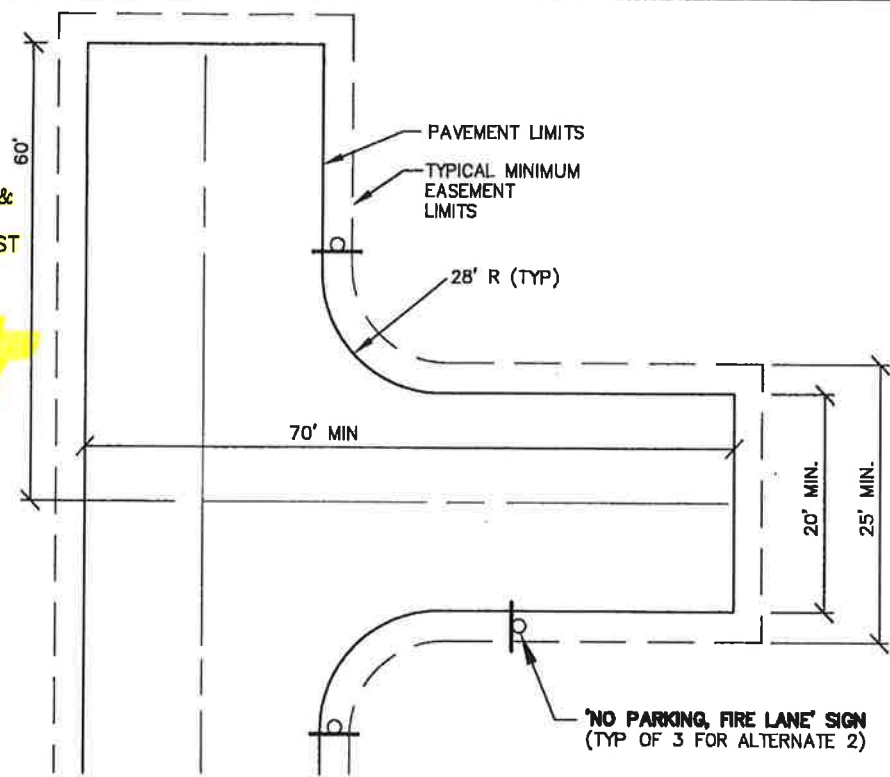 60'
&
ST
PAVEMENT LIMITS
TYPICAL MINIMUM
EASEMENT
LIMITS
28' R (TYP)
70' MIN
20' MIN.
25' MIN.
'NO PARKING, FIRE LANE' SIGN
(TYP OF 3 FOR ALTERNATE 2)